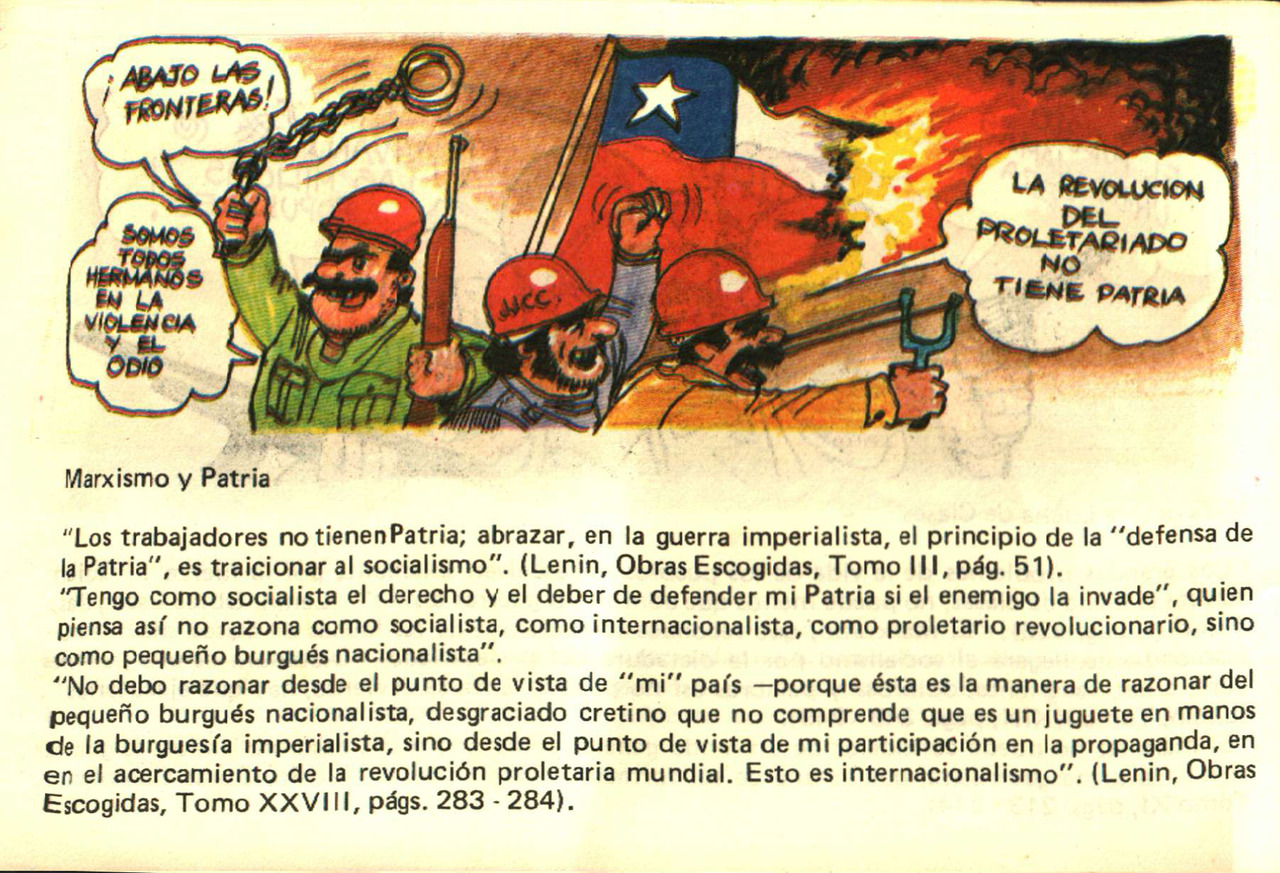 ¡ABAJO LAS
FRONTERAS!
SOMOS
TODOS
HERMANOS
EN LA
VIOLENCIA
Y EL
ODIO
JJ.CC.
LA REVOLUCION
DEL
PROLETARIADO
NO
TIENE PATRIA
Marxismo y Patria
"Los trabajadores no tienen Patria; abrazar, en la guerra imperialista, el principio de la "defensa de
la Patria", es traicionar al socialismo". (Lenin, Obras Escogidas, Tomo III, pág. 51).
"Tengo como socialista el derecho y el deber de defender mi Patria si el enemigo la invade", quien
piensa así no razona como socialista, como internacionalista, como proletario revolucionario, sino
como pequeño burgués nacionalista".
"No debo razonar desde el punto de vista de "mi" país —porque ésta es la manera de razonar del
pequeño burgués nacionalista, desgraciado cretino que no comprende que es un juguete en manos
de la burguesía imperialista, sino desde el punto de vista de mi participación en la propaganda, en
en el acercamiento de la revolución proletaria mundial. Esto es internacionalismo". (Lenin, Obras
Escogidas, Tomo XXVIII, págs. 283 - 284).